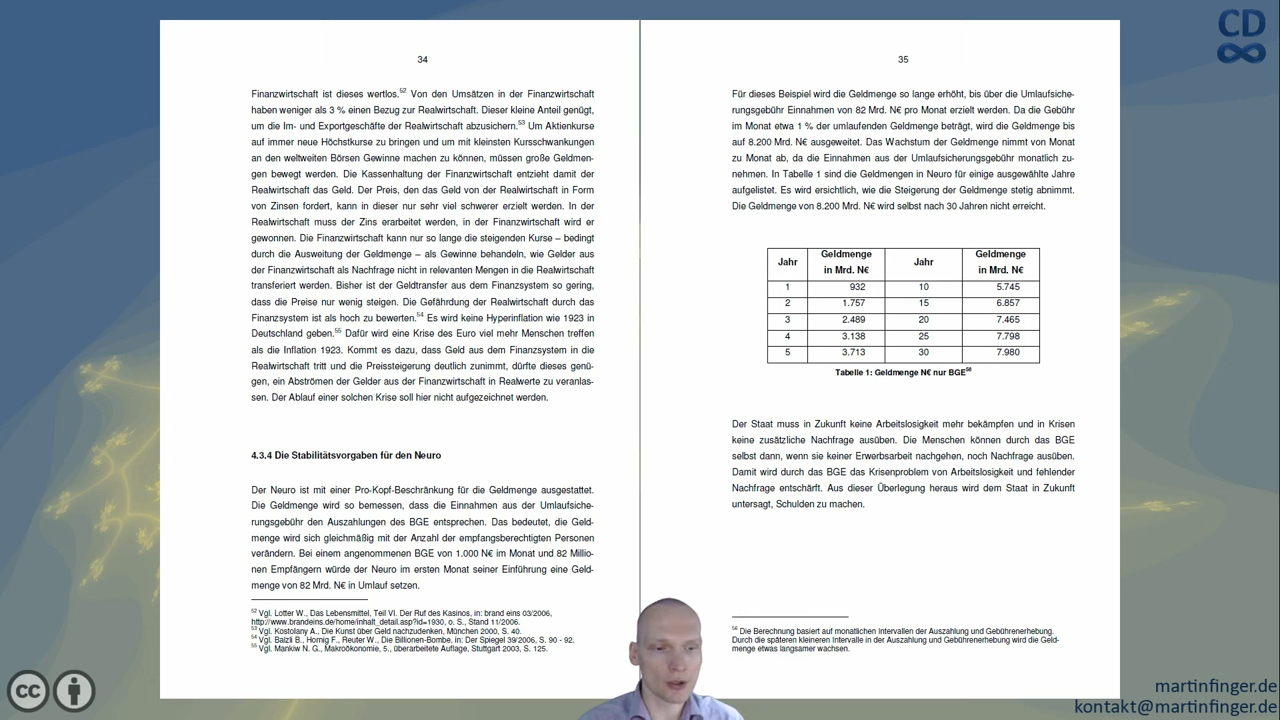 34
Finanzwirtschaft ist dieses wertlos.52 Von den Umsätzen in der Finanzwirtschaft
haben weniger als 3 % einen Bezug zur Realwirtschaft. Dieser kleine Anteil genügt,
um die Im- und Exportgeschäfte der Realwirtschaft abzusichern.53 Um Aktienkurse
auf immer neue Höchstkurse zu bringen und um mit kleinsten Kursschwankungen
an den weltweiten Börsen Gewinne machen zu können, müssen große Geldmen-
gen bewegt werden. Die Kassenhaltung der Finanzwirtschaft entzieht damit der
Realwirtschaft das Geld. Der Preis, den das Geld von der Realwirtschaft in Form
von Zinsen fordert, kann in dieser nur sehr viel schwerer erzielt werden. In der
Realwirtschaft muss der Zins erarbeitet werden, in der Finanzwirtschaft wird er
gewonnen. Die Finanzwirtschaft kann nur so lange die steigenden Kurse – bedingt
durch die Ausweitung der Geldmenge – als Gewinne behandeln, wie Gelder aus
der Finanzwirtschaft als Nachfrage nicht in relevanten Mengen in die Realwirtschaft
transferiert werden. Bisher ist der Geldtransfer aus dem Finanzsystem so gering,
dass die Preise nur wenig steigen. Die Gefährdung der Realwirtschaft durch das
Finanzsystem ist als hoch zu bewerten.54 Es wird keine Hyperinflation wie 1923 in
Deutschland geben.55 Dafür wird eine Krise des Euro viel mehr Menschen treffen
als die Inflation 1923. Kommt es dazu, dass Geld aus dem Finanzsystem in die
Realwirtschaft tritt und die Preissteigerung deutlich zunimmt, dürfte dieses genü-
gen, ein Abströmen der Gelder aus der Finanzwirtschaft in Realwerte zu veranlas-
sen. Der Ablauf einer solchen Krise soll hier nicht aufgezeichnet werden.
4.3.4 Die Stabilitätsvorgaben für den Neuro
Der Neuro ist mit einer Pro-Kopf-Beschränkung für die Geldmenge ausgestattet.
Die Geldmenge wird so bemessen, dass die Einnahmen aus der Umlaufsiche-
rungsgebühr den Auszahlungen des BGE entsprechen. Das bedeutet, die Geld-
menge wird sich gleichmäßig mit der Anzahl der empfangsberechtigten Personen
verändern. Bei einem angenommenen BGE von 1.000 N€ im Monat und 82 Millio-
nen Empfängern würde der Neuro im ersten Monat seiner Einführung eine Geld-
menge von 82 Mrd. N€ in Umlauf setzen.
52 Vgl. Lotter W., Das Lebensmittel, Teil VI. Der Ruf des Kasinos, in: brand eins 03/2006,
http://www.brandeins.de/home/inhalt_detail.asp?id=1930, o. S., Stand 11/2006.
53 Vgl. Kostolany A., Die Kunst über Geld nachzudenken, München 2000, S. 40.
54 Vgl. Balzli B., Hornig F., Reuter W., Die Billionen-Bombe, in: Der Spiegel 39/2006, S. 90 - 92.
55 Vgl. Mankiw N. G., Makroökonomie, 5., überarbeitete Auflage, Stuttgart 2003, S. 125.
35
Für dieses Beispiel wird die Geldmenge so lange erhöht, bis über die Umlaufsiche-
rungsgebühr Einnahmen von 82 Mrd. N€ pro Monat erzielt werden. Da die Gebühr
im Monat etwa 1 % der umlaufenden Geldmenge beträgt, wird die Geldmenge bis
auf 8.200 Mrd. N€ ausgeweitet. Das Wachstum der Geldmenge nimmt von Monat
zu Monat ab, da die Einnahmen aus der Umlaufsicherungsgebühr monatlich zu-
nehmen. In Tabelle 1 sind die Geldmengen in Neuro für einige ausgewählte Jahre
aufgelistet. Es wird ersichtlich, wie die Steigerung der Geldmenge stetig abnimmt.
Die Geldmenge von 8.200 Mrd. N€ wird selbst nach 30 Jahren nicht erreicht.
Jahr Geldmenge in Mrd. N€ Jahr Geldmenge in Mrd. N€
1 932 10 5.745
2 1.757 15 6.857
3 2.489 20 7.465
4 3.138 25 7.798
5 3.713 30 7.980
Tabelle 1: Geldmenge N€ nur BGE56
Der Staat muss in Zukunft keine Arbeitslosigkeit mehr bekämpfen und in Krisen
keine zusätzliche Nachfrage ausüben. Die Menschen können durch das BGE
selbst dann, wenn sie keiner Erwerbsarbeit nachgehen, noch Nachfrage ausüben.
Damit wird durch das BGE das Krisenproblem von Arbeitslosigkeit und fehlender
Nachfrage entschärft. Aus dieser Überlegung heraus wird dem Staat in Zukunft
untersagt, Schulden zu machen.
56 Die Berechnung basiert auf monatlichen Intervallen der Auszahlung und Gebührenerhebung.
Durch die späteren kleineren Intervalle in der Auszahlung und Gebührenerhebung wird die Geld-
menge etwas langsamer wachsen.
CD
cc
martinfinger.de
kontakt@martinfinger.de